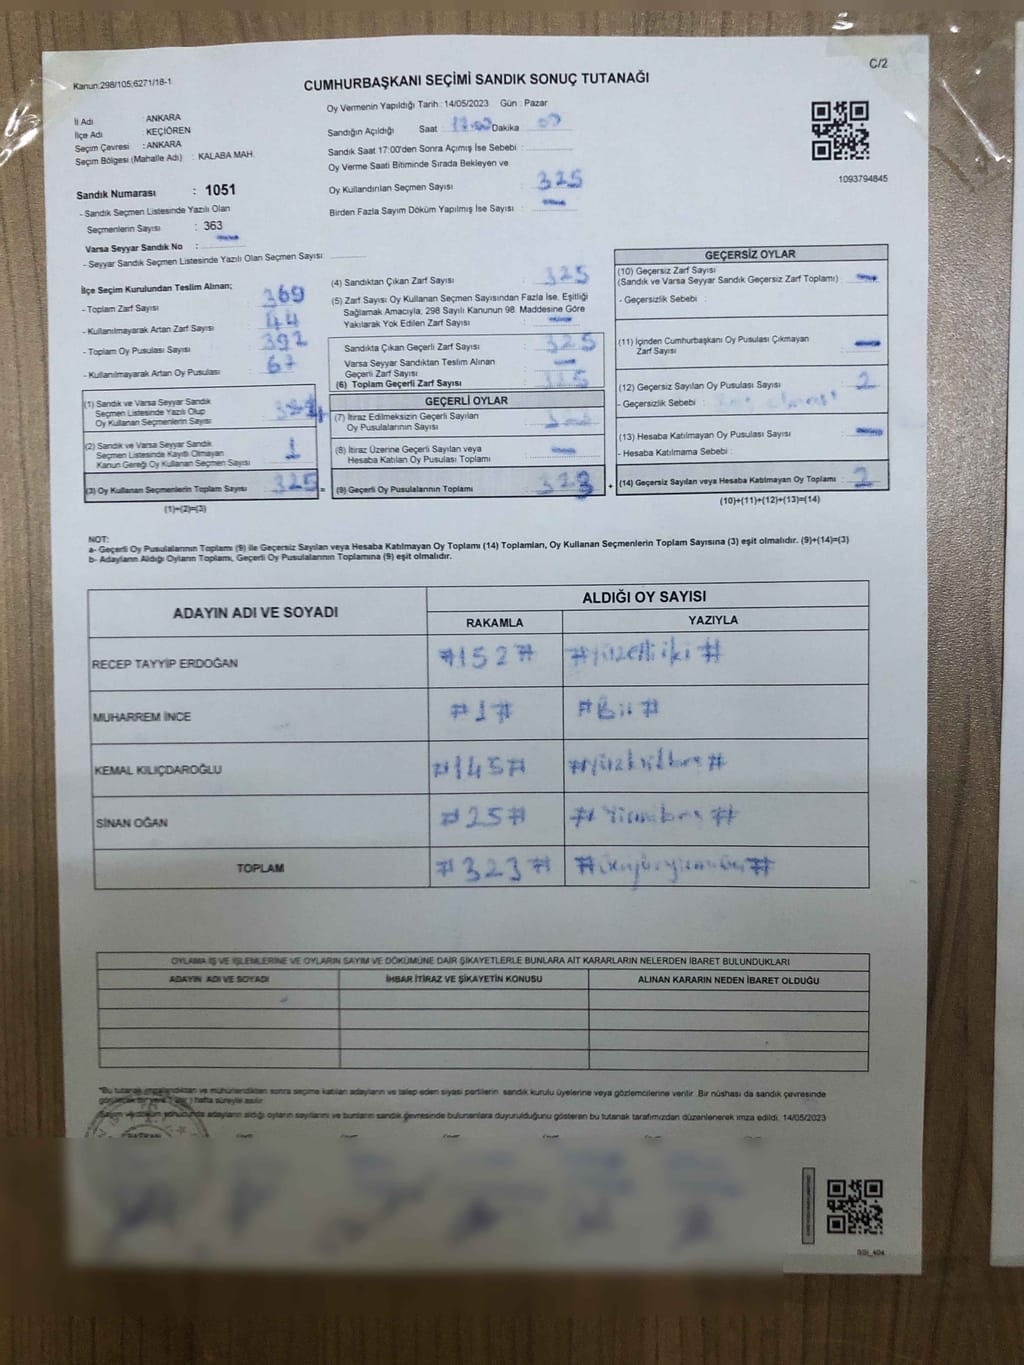 Kanun:298/105;6271/18-1
C/2
CUMHURBAŞKANI SEÇİMİ SANDIK SONUÇ TUTANAĞI
İl Adı : ANKARA
İlçe Adı : KEÇİÖREN
Seçim Çevresi : ANKARA
Seçim Bölgesi (Mahalle Adı) : KALABA MAH.
Sandık Numarası : 1051
- Sandık Seçmen Listesinde Yazılı Olan
Seçmenlerin Sayısı : 363
Varsa Seyyar Sandık No :
- Seyyar Sandık Seçmen Listesinde Yazılı Olan Seçmen Sayısı:
Oy Vermenin Yapıldığı Tarih : 14/05/2023 Gün : Pazar
Sandığın Açıldığı Saat Dakika
Sandık Saat 17:00'den Sonra Açımış İse Sebebi :
Oy Verme Saati Bitiminde Sırada Bekleyen ve
Oy Kullandırılan Seçmen Sayısı : 325
Birden Fazla Sayım Döküm Yapılmış İse Sayısı :
1093794845
İlçe Seçim Kurulundan Teslim Alınan;
- Toplam Zarf Sayısı : 369
- Kullanılmayarak Artan Zarf Sayısı : 44
- Toplam Oy Pusulası Sayısı : 392
- Kullanılmayarak Artan Oy Pusulası : 67
(1) Sandık ve Varsa Seyyar Sandık
Seçmen Listesinde Yazılı Olup
Oy Kullanan Seçmenlerin Sayısı :
(2) Sandık ve Varsa Seyyar Sandık
Seçmen Listesinde Kayıtlı Olmayan
Kanun Gereği Oy Kullanan Seçmen Sayısı : 1
(3) Oy Kullanan Seçmenlerin Toplam Sayısı : 325 =
(1)+(2)=(3)
(4) Sandıktan Çıkan Zarf Sayısı : 325
(5) Zarf Sayısı Oy Kullanan Seçmen Sayısından Fazla İse, Eşitliği
Sağlamak Amacıyla, 298 Sayılı Kanunun 98. Maddesine Göre
Yakılarak Yok Edilen Zarf Sayısı :
Sandıkta Çıkan Geçerli Zarf Sayısı : 325
Varsa Seyyar Sandıktan Teslim Alınan
Geçerli Zarf Sayısı :
(6) Toplam Geçerli Zarf Sayısı : 325
GEÇERLİ OYLAR
(7) İtiraz Edilmeksizin Geçerli Sayılan
Oy Pusulalarının Sayısı :
(8) İtiraz Üzerine Geçerli Sayılan veya
Hesaba Katılan Oy Pusulası Toplamı :
(9) Geçerli Oy Pusulalarının Toplamı : 323 +
GEÇERSİZ OYLAR
(10) Geçersiz Zarf Sayısı
(Sandık ve Varsa Seyyar Sandık Geçersiz Zarf Toplamı) :
- Geçersizlik Sebebi :
(11) İçinden Cumhurbaşkanı Oy Pusulası Çıkmayan
Zarf Sayısı :
(12) Geçersiz Sayılan Oy Pusulası Sayısı : 2
- Geçersizlik Sebebi :
(13) Hesaba Katılmayan Oy Pusulası Sayısı :
- Hesaba Katılmama Sebebi :
(14) Geçersiz Sayılan veya Hesaba Katılmayan Oy Toplamı : 2
(10)+(11)+(12)+(13)=(14)
NOT:
a- Geçerli Oy Pusulalarının Toplamı (9) ile Geçersiz Sayılan veya Hesaba Katılmayan Oy Toplamı (14) Toplamları, Oy Kullanan Seçmenlerin Toplam Sayısına (3) eşit olmalıdır. (9)+(14)=(3)
b- Adayların Aldığı Oyların Toplamı, Geçerli Oy Pusulalarının Toplamına (9) eşit olmalıdır.
ADAYIN ADI VE SOYADI
ALDIĞI OY SAYISI
RAKAMLA YAZIYLA
RECEP TAYYİP ERDOĞAN #152# #yüzelliiki#
MUHARREM İNCE #1# #Bir#
KEMAL KILIÇDAROĞLU #145# #yüzkırkbeş#
SİNAN OĞAN #25# #Yirmibeş#
TOPLAM #323#
OYLAMA İŞ VE İŞLEMLERİNE VE OYLARIN SAYIM VE DÖKÜMÜNE DAİR ŞİKAYETLERLE BUNLARA AİT KARARLARIN NELERDEN İBARET BULUNDUKLARI
ADAYIN ADI VE SOYADI İHBAR İTİRAZ VE ŞİKAYETİN KONUSU ALINAN KARARIN NEDEN İBARET OLDUĞU
"Bu tutanak imzalandıktan ve mühürlendikten sonra seçime katılan adayların ve talep eden siyasi partilerin sandık kurulu üyelerine veya gözlemcilerine verilir. Bir nüshası da sandık çevresinde
hafta süreyle asılır.
Sayım ve döküm sonucunda adayların aldığı oyların sayılarını ve bunların sandık çevresinde bulunanlara duyurulduğunu gösteren bu tutanak tarafımızdan düzenlenerek imza edildi. 14/05/2023